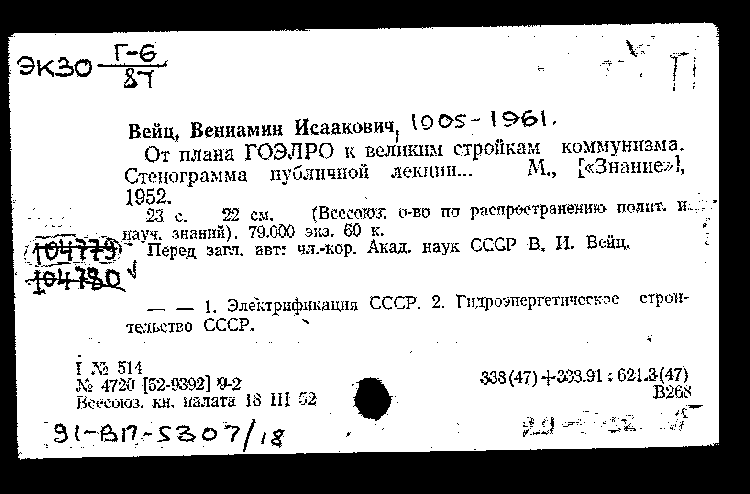 ЭКЗО Г-6
87
Вейц, Вениамин Исаакович, 1905-1961.
От плана ГОЭЛРО к великим стройкам коммунизма.
Стенограмма публичной лекции... М., [«Знание»],
1952.
23 с. 22 см. (Всесоюз. о-во по распространению полит. и
науч. знаний). 79.000 экз. 60 к.
104779
Перед загл. авт: чл.-кор. Акад. наук СССР В. И. Вейц.
104780
— — 1. Электрификация СССР. 2. Гидроэнергетическое строи-
тельство СССР.
I № 514
№ 4720 [52-9392] 9-2
338(47)+333.91 : 621.3(47)
Всесоюз. кн. палата 18 III 52
В268
91-ВП-5307/18